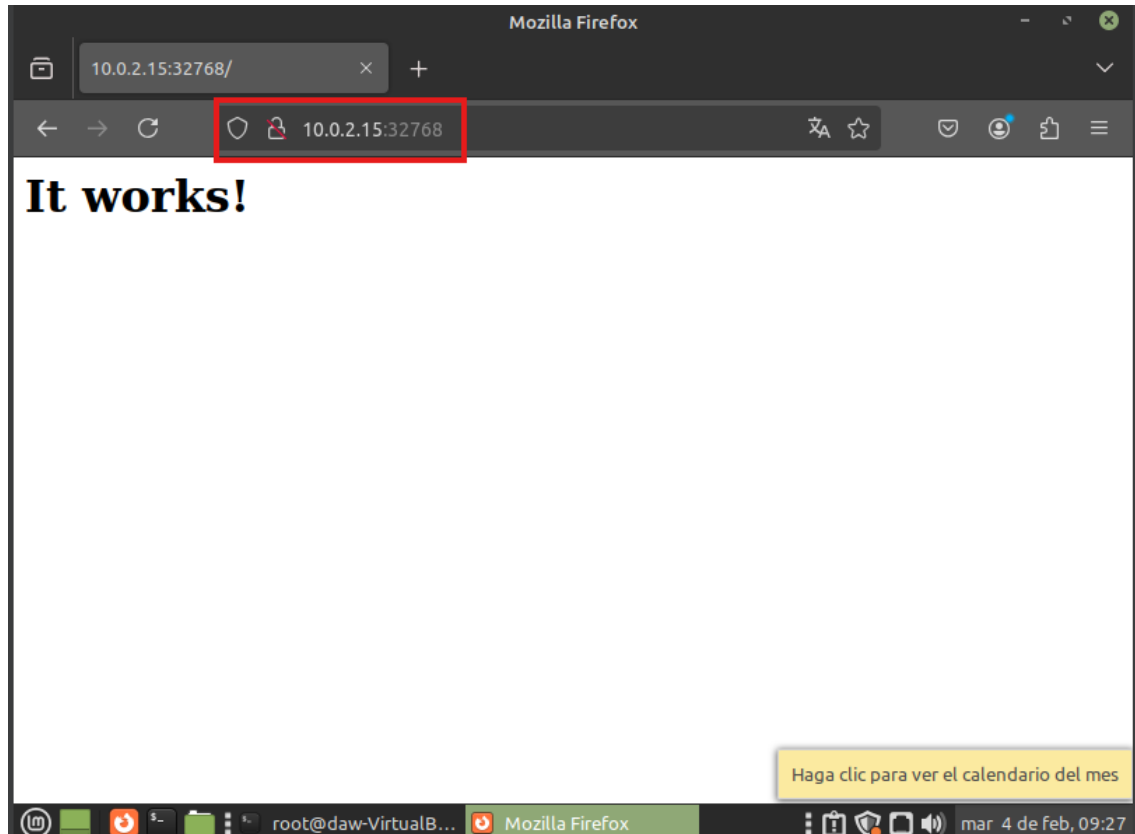 Mozilla Firefox
10.0.2.15:32768/
10.0.2.15:32768
It works!
Haga clic para ver el calendario del mes
root@daw-VirtualB... Mozilla Firefox mar 4 de feb, 09:27